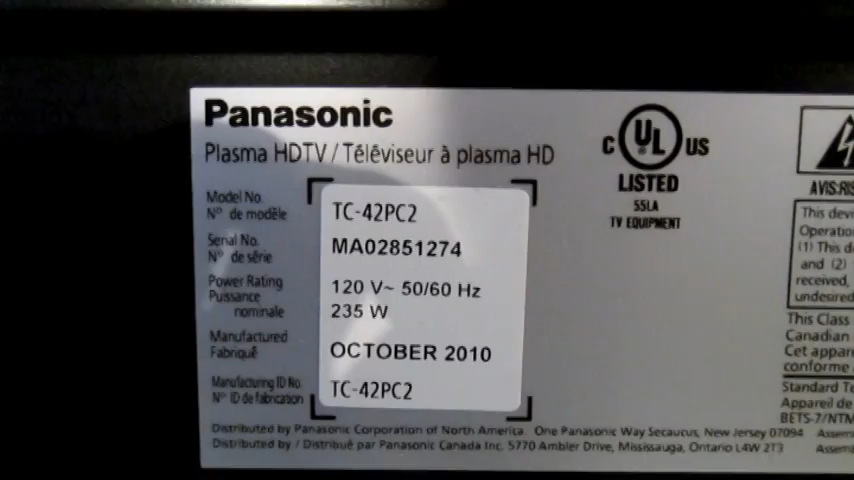 Panasonic
Plasma HDTV / Téléviseur à plasma HD
C UL® US
LISTED
55LA
TV EQUIPMENT
Model No.
N° de modèle
TC-42PC2
Serial No.
N° de série
MA02851274
Power Rating
Puissance
nominale
120 V~ 50/60 Hz
235 W
Manufactured
Fabriqué
OCTOBER 2010
Manufacturing ID No.
N° ID de fabrication
TC-42PC2
Distributed by Panasonic Corporation of North America. One Panasonic Way Secaucus, New Jersey 07094
Distributed by / Distribué par Panasonic Canada Inc. 5770 Ambler Drive, Mississauga, Ontario L4W 2T3
AVIS:RIS
This devi
Operatio
(1) This d
and (2)
received,
undesired
This Class
Canadian
Cet appar
conforme
Standard Te
Appareil de
BETS-7/NTM
Assem
Assem